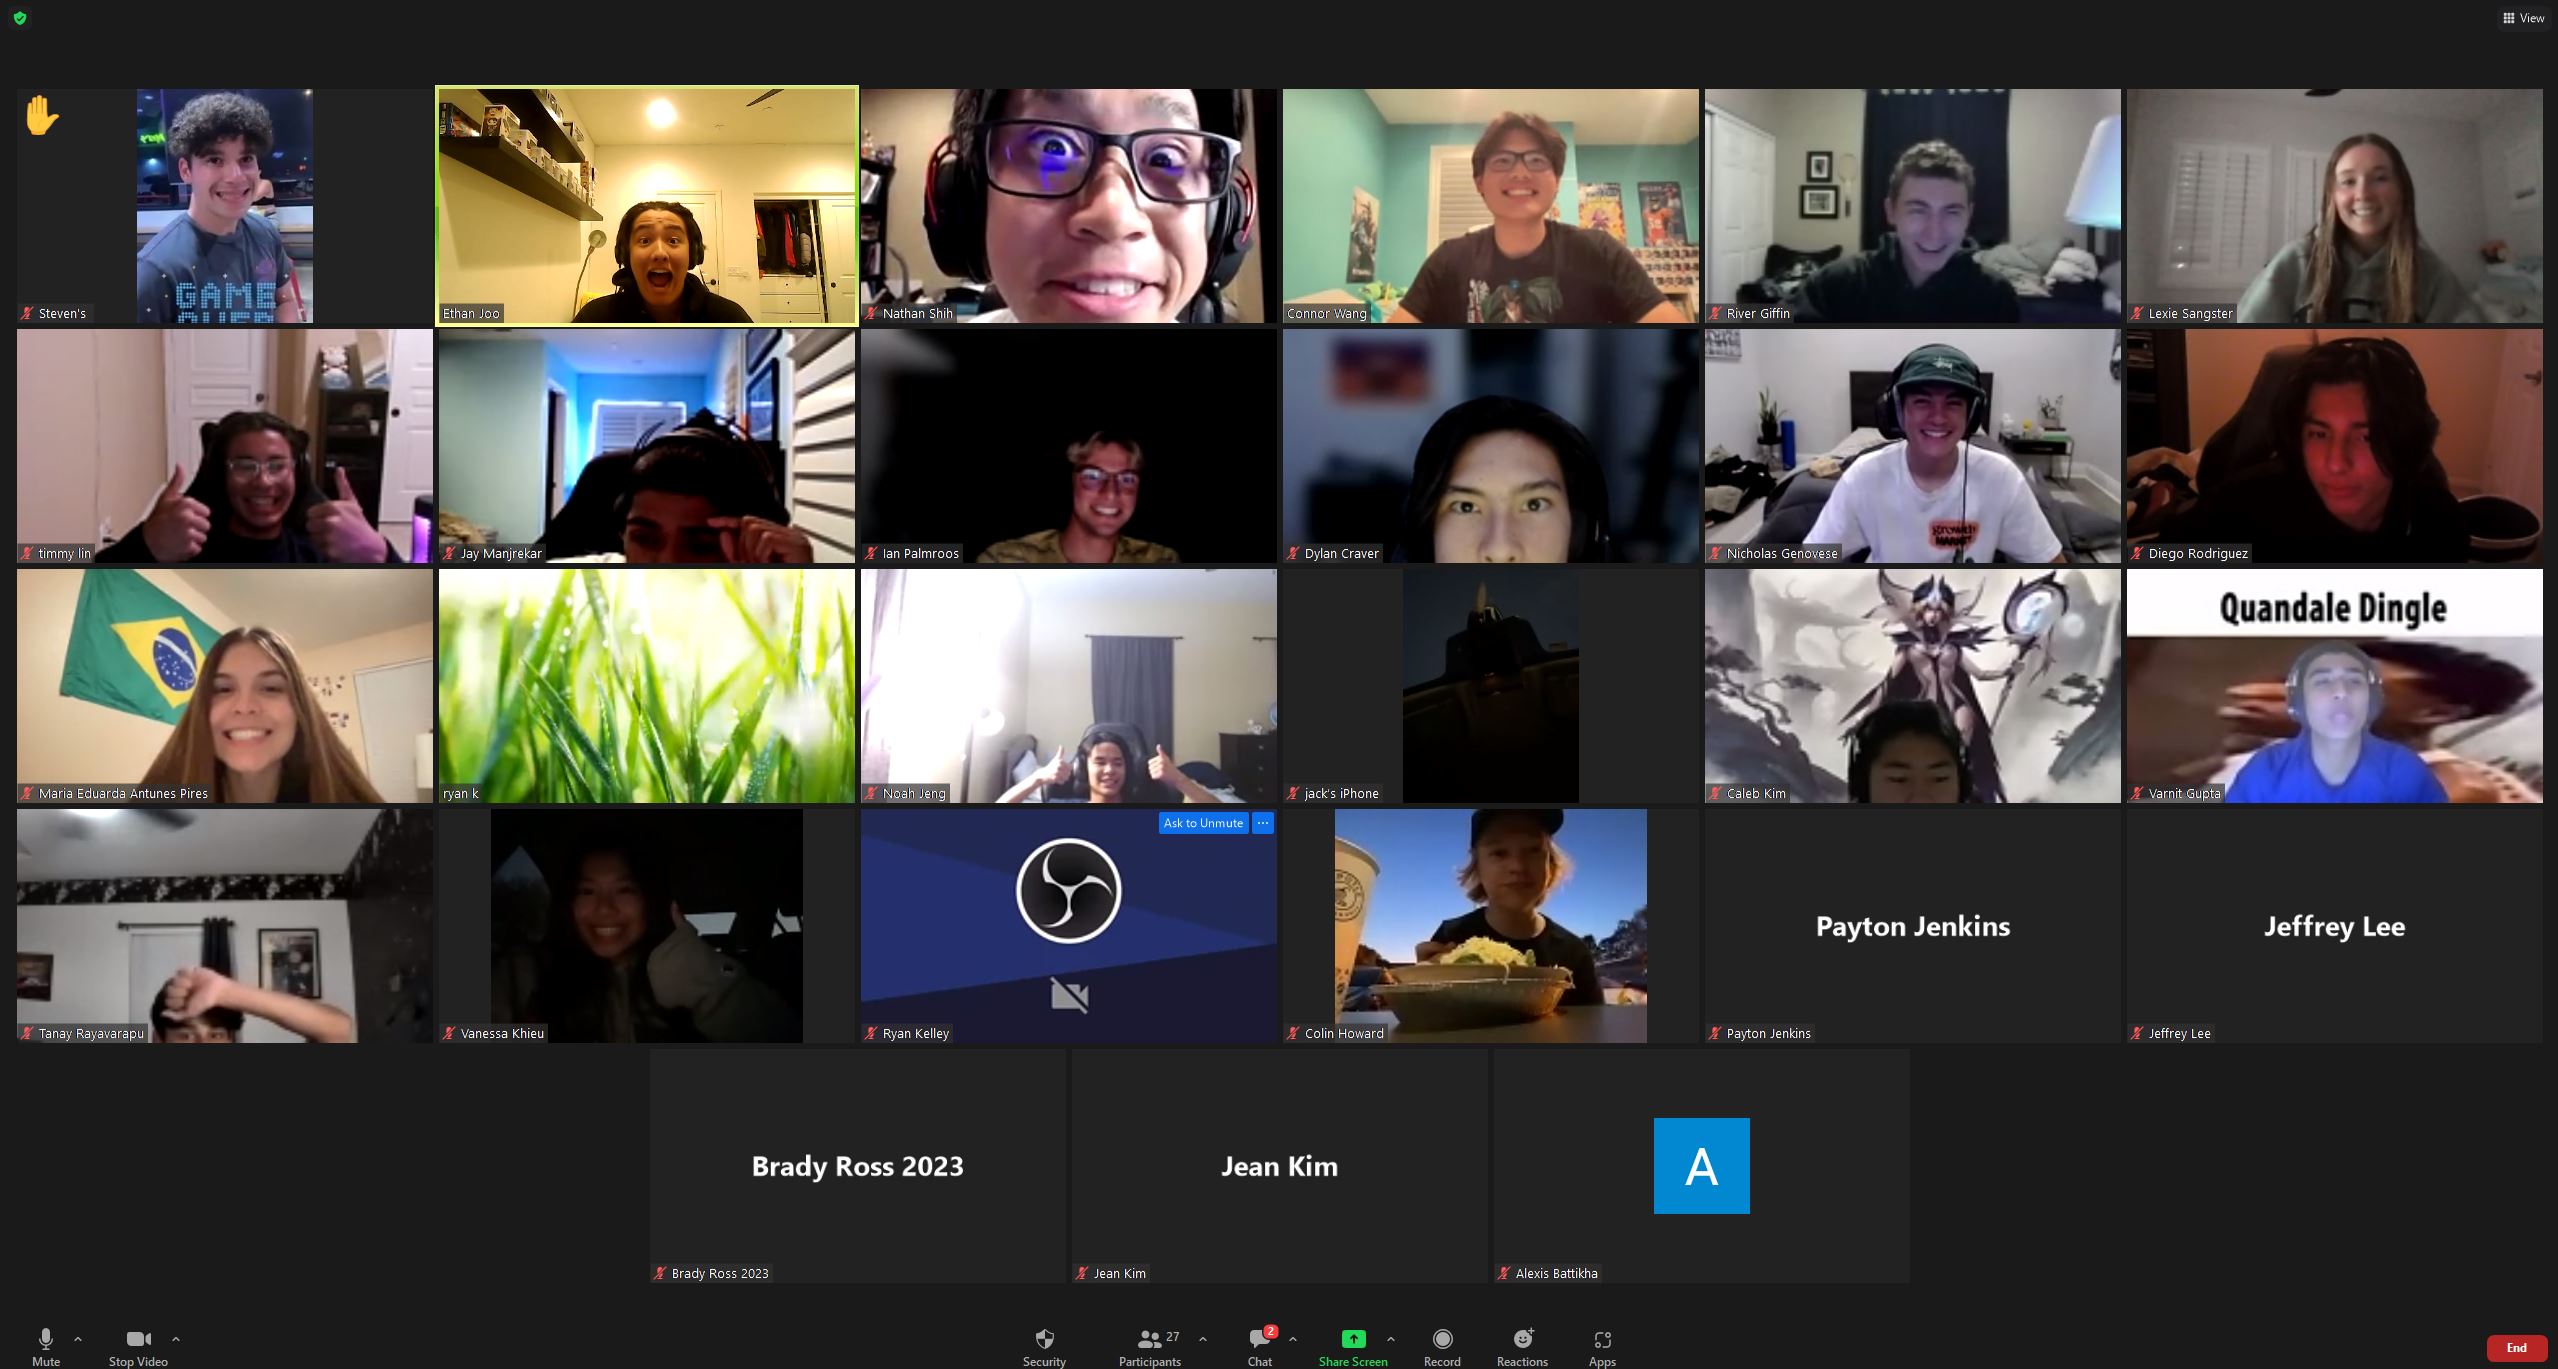 View
Steven's
Ethan Joo
Nathan Shih
Connor Wang
River Giffin
Lexie Sangster
GAME
OVER
timmy lin
Jay Manjrekar
Ian Palmroos
Dylan Craver
Nicholas Genovese
Diego Rodriguez
growth
Maria Eduarda Antunes Pires
ryan k
Noah Jeng
jack's iPhone
Caleb Kim
Quandale Dingle
Varnit Gupta
Tanay Rayavarapu
Vanessa Khieu
Ask to Unmute
Ryan Kelley
Colin Howard
Payton Jenkins
Payton Jenkins
Jeffrey Lee
Jeffrey Lee
Brady Ross 2023
Brady Ross 2023
Jean Kim
Jean Kim
A
Alexis Battikha
Mute
Stop Video
Security
27
Participants
2
Chat
Share Screen
Record
Reactions
Apps
End